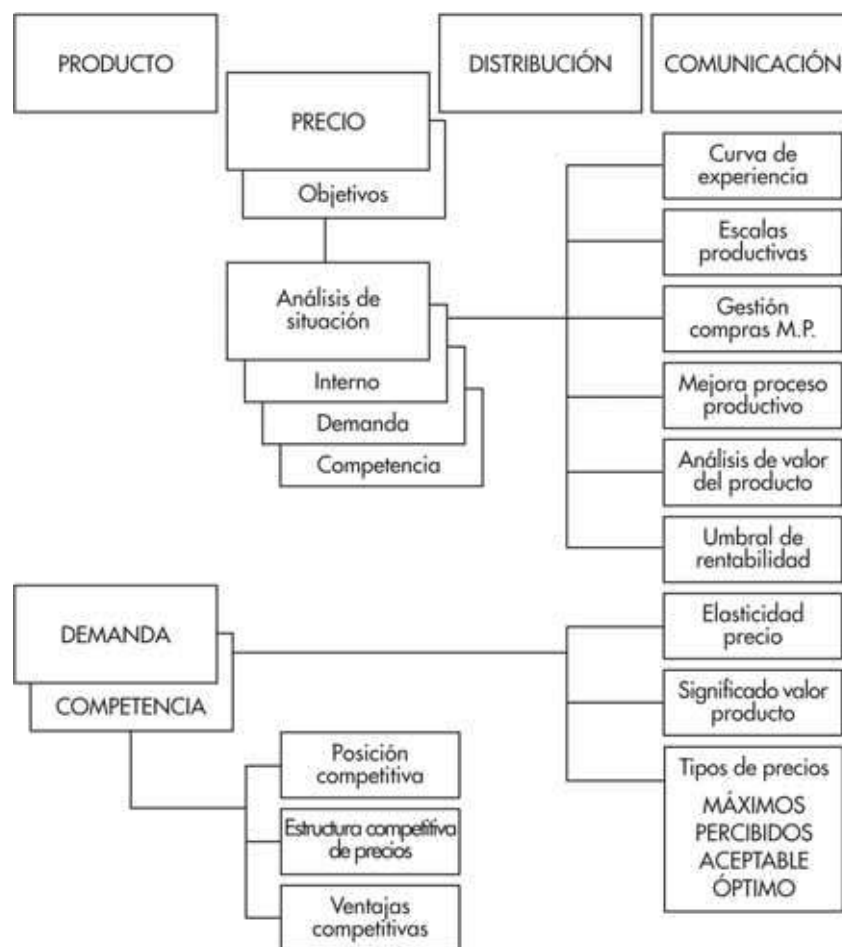 PRODUCTO
DISTRIBUCIÓN
COMUNICACIÓN
PRECIO
Objetivos
Análisis de
situación
Interno
Demanda
Competencia
Curva de
experiencia
Escalas
productivas
Gestión
compras M.P.
Mejora proceso
productivo
Análisis de valor
del producto
Umbral de
rentabilidad
DEMANDA
COMPETENCIA
Elasticidad
precio
Significado valor
producto
Tipos de precios
MÁXIMOS
PERCIBIDOS
ACEPTABLE
ÓPTIMO
Posición
competitiva
Estructura competitiva
de precios
Ventajas
competitivas